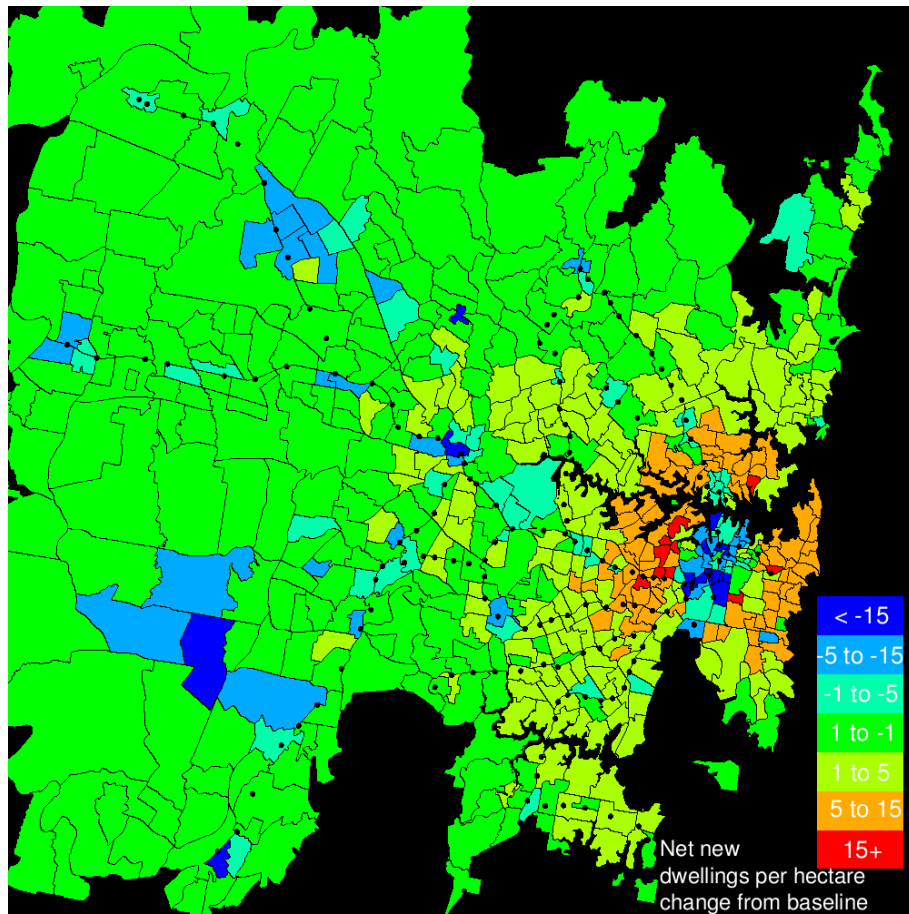 < -15
-5 to -15
-1 to -5
1 to -1
1 to 5
5 to 15
15+
Net new
dwellings per hectare
change from baseline